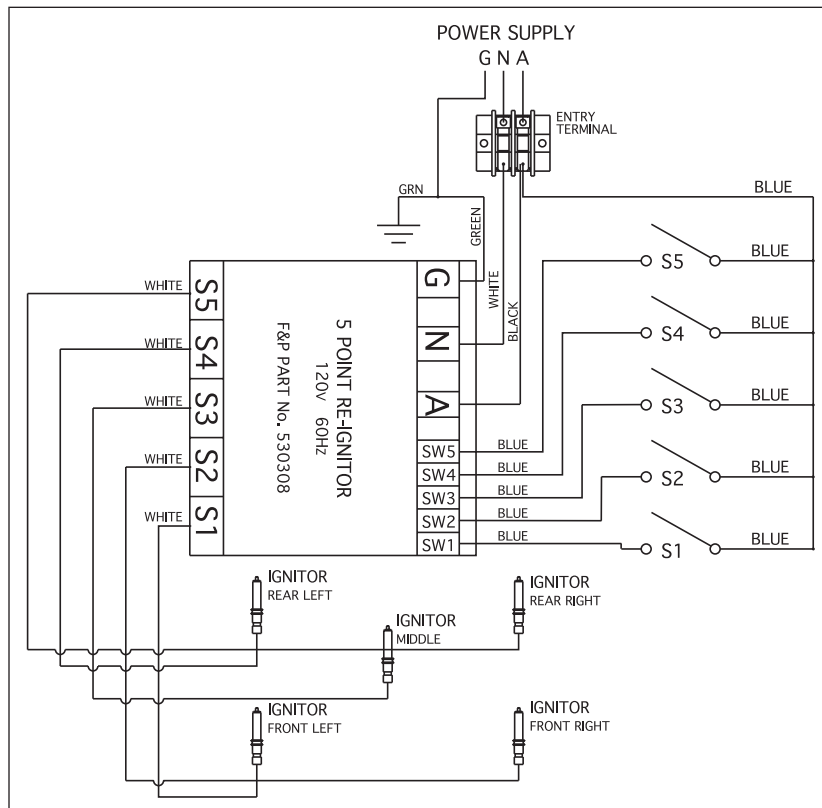 POWER SUPPLY
G N A
ENTRY
TERMINAL
GRN
BLUE
GREEN
WHITE
BLACK
WHITE
S5
WHITE
S4
WHITE
S3
WHITE
S2
WHITE
S1
5 POINT RE-IGNITOR
120v 60Hz
F&P PART No. 530308
G
N
A
SW5
SW4
SW3
SW2
SW1
BLUE
BLUE
BLUE
BLUE
BLUE
S5
BLUE
S4
BLUE
S3
BLUE
S2
BLUE
S1
BLUE
IGNITOR
REAR LEFT
IGNITOR
MIDDLE
IGNITOR
REAR RIGHT
IGNITOR
FRONT LEFT
IGNITOR
FRONT RIGHT